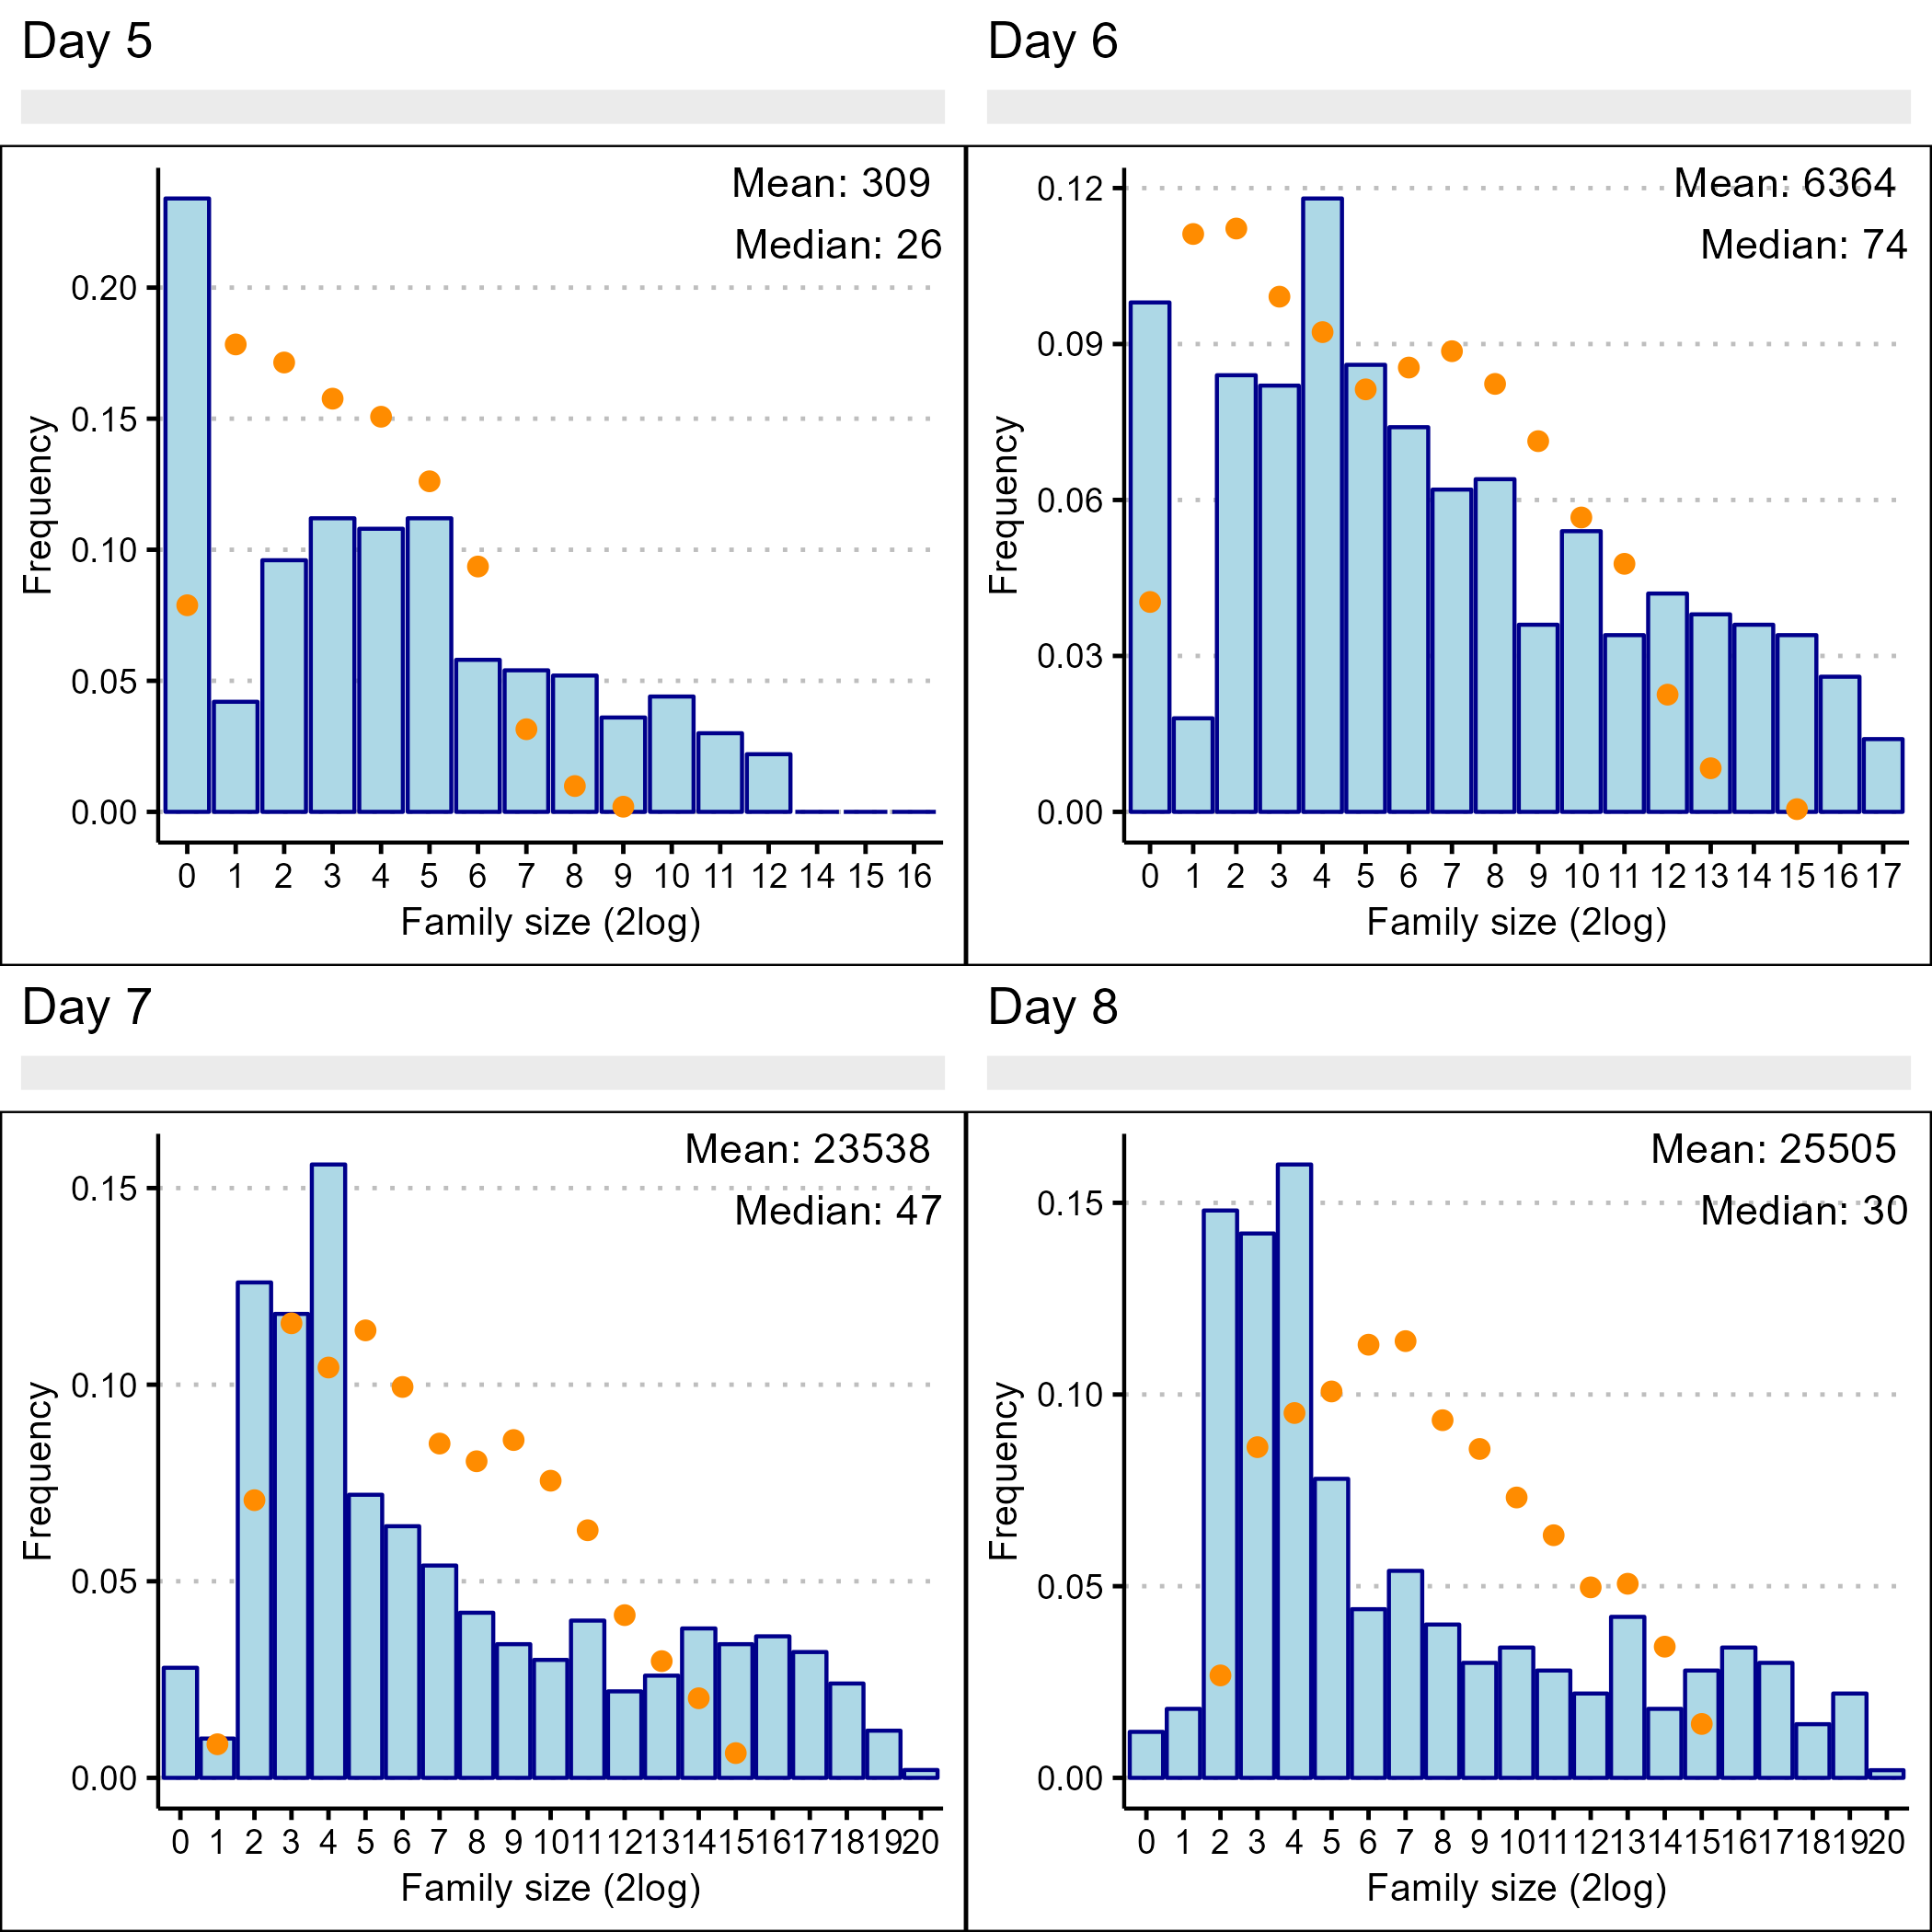 Day 5
Mean: 309
Median: 26
0.20
0.15
0.10
0.05
0.00
Frequency
0 1 2 3 4 5 6 7 8 9 10 11 12 14 15 16
Family size (2log)
Day 6
Mean: 6364
Median: 74
0.12
0.09
0.06
0.03
0.00
Frequency
0 1 2 3 4 5 6 7 8 9 10 11 12 13 14 15 16 17
Family size (2log)
Day 7
Mean: 23538
Median: 47
0.15
0.10
0.05
0.00
Frequency
0 1 2 3 4 5 6 7 8 9 10 11 12 13 14 15 16 17 18 19 20
Family size (2log)
Day 8
Mean: 25505
Median: 30
0.15
0.10
0.05
0.00
Frequency
0 1 2 3 4 5 6 7 8 9 10 11 12 13 14 15 16 17 18 19 20
Family size (2log)